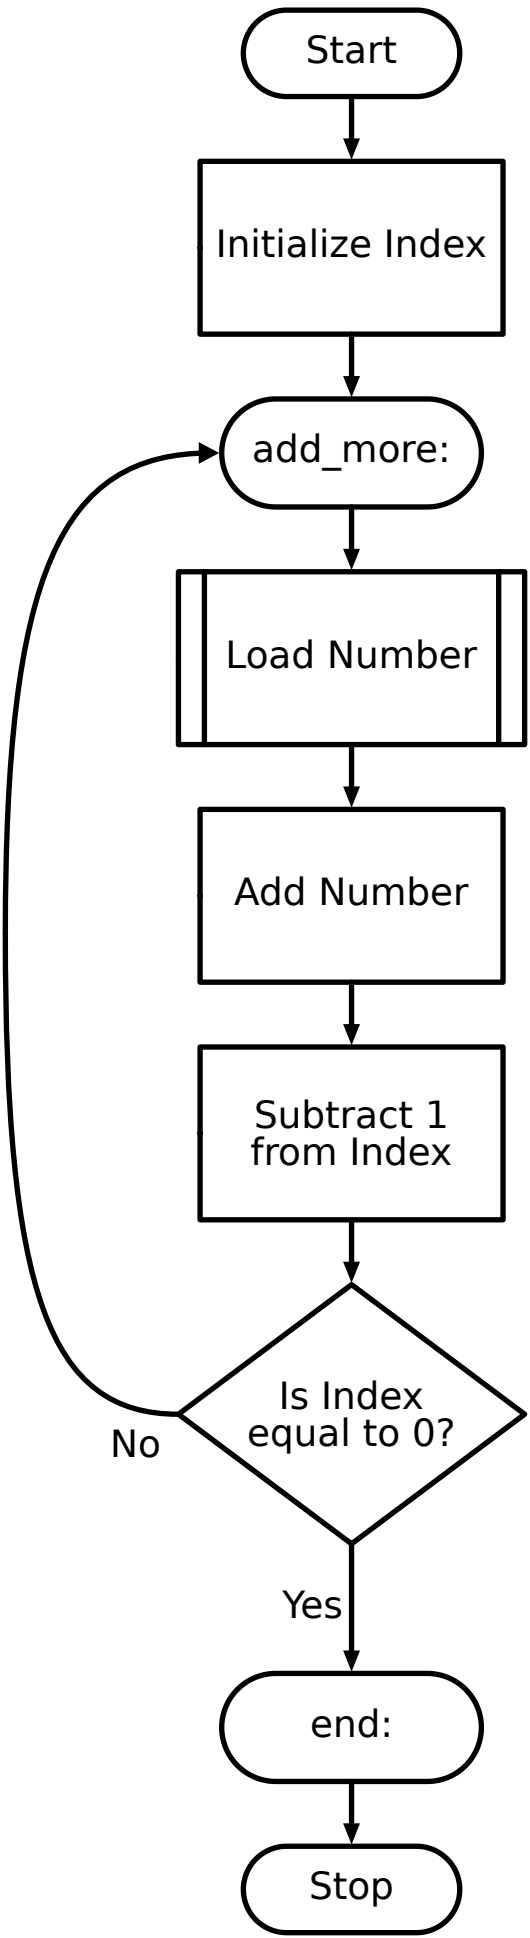 Start
Initialize Index
add_more:
Load Number
Add Number
Subtract 1
from Index
Is Index
equal to 0?
No
Yes
end:
Stop